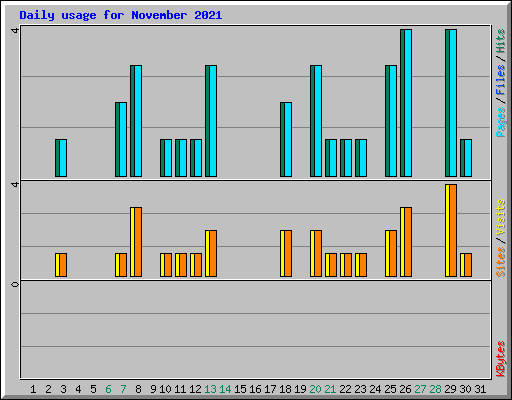 Daily usage for November 2021
4
Pages/Files/Hits
4
Sites/Visits
0
KBytes
1 2 3 4 5 6 7 8 9 10 11 12 13 14 15 16 17 18 19 20 21 22 23 24 25 26 27 28 29 30 31